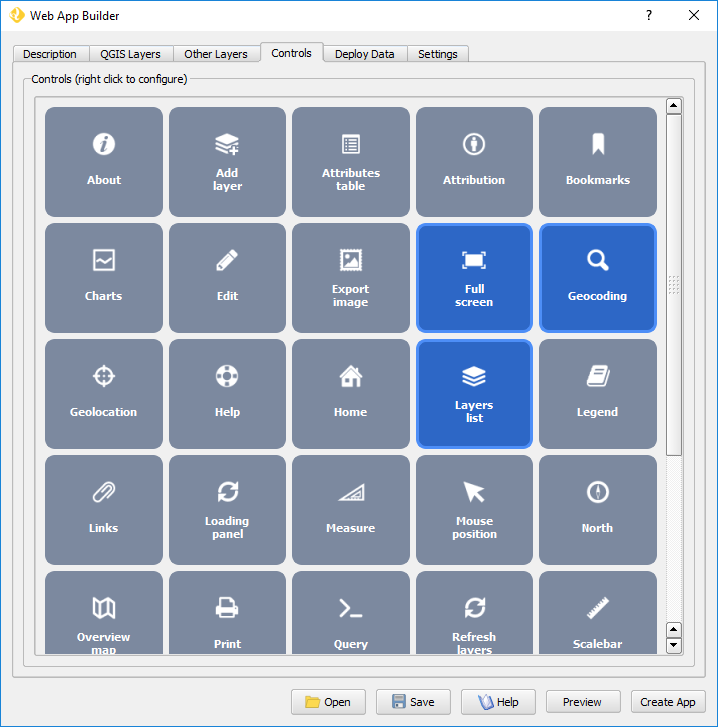 Web App Builder
?
Description
QGIS Layers
Other Layers
Controls
Deploy Data
Settings
Controls (right click to configure)
About
Add
layer
Attributes
table
Attribution
Bookmarks
Charts
Edit
Export
image
Full
screen
Geocoding
Geolocation
Help
Home
Layers
list
Legend
Links
Loading
panel
Measure
Mouse
position
North
Overview
map
Print
Query
Refresh
layers
Scalebar
Open
Save
Help
Preview
Create App